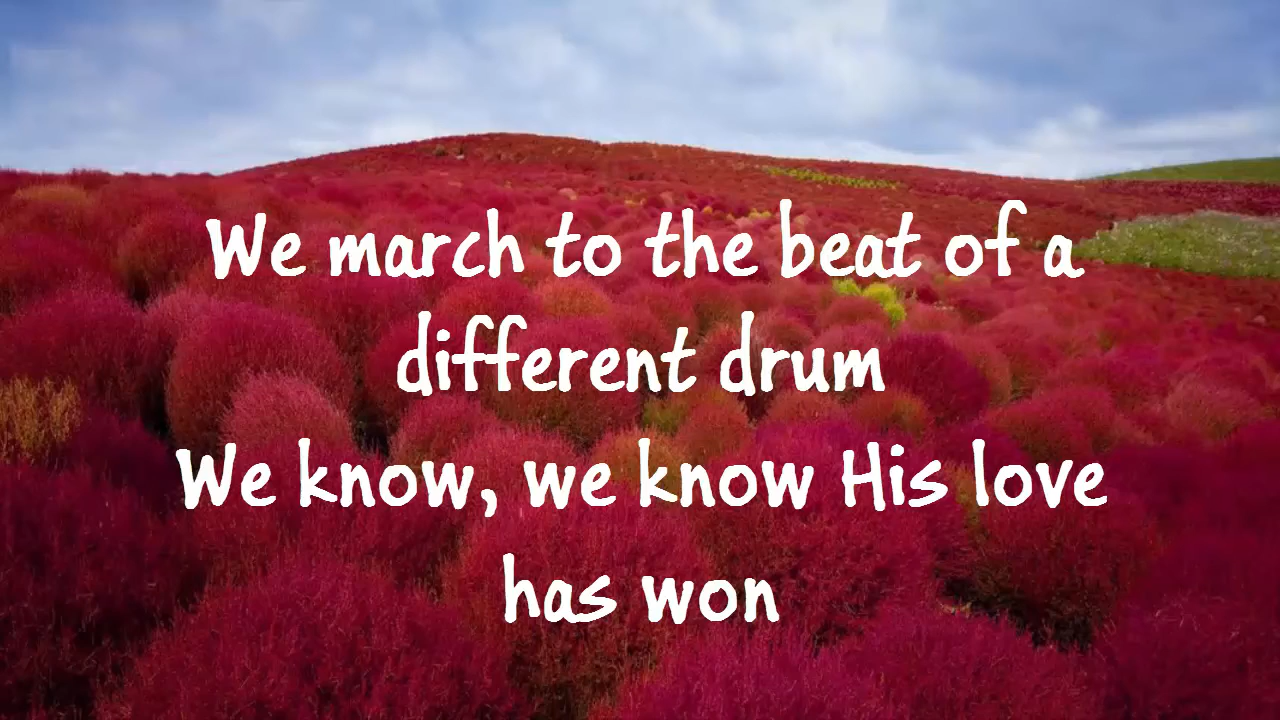 We march to the beat of a
different drum
We know, we know His love
has won